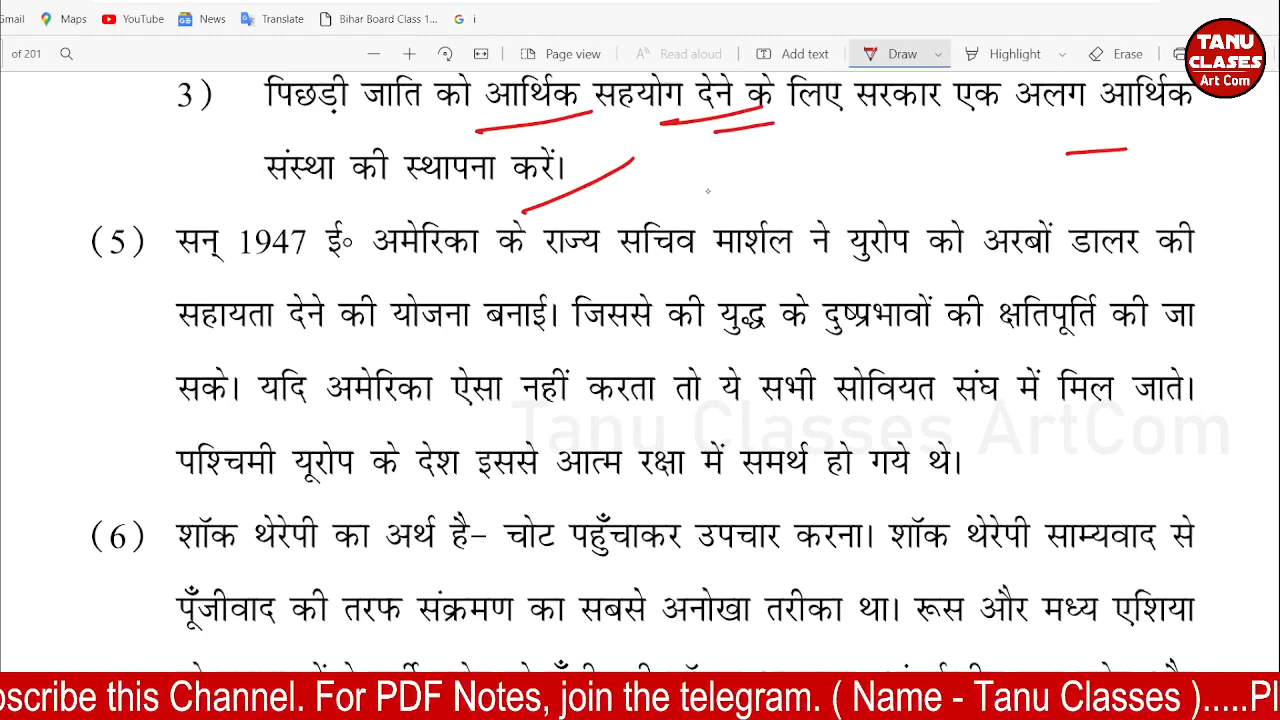 Gmail Maps YouTube News Translate Bihar Board Class 1... i
of 201 Page view Read aloud Add text Draw Highlight Erase
TANU CLASSES Art Com
3) पिछड़ी जाति को आर्थिक सहयोग देने के लिए सरकार एक अलग आर्थिक
संस्था की स्थापना करें।
(5) सन् 1947 ई० अमेरिका के राज्य सचिव मार्शल ने युरोप को अरबों डालर की
सहायता देने की योजना बनाई। जिससे की युद्ध के दुष्प्रभावों की क्षतिपूर्ति की जा
सके। यदि अमेरिका ऐसा नहीं करता तो ये सभी सोवियत संघ में मिल जाते।
Tanu Classes ArtCom
पश्चिमी यूरोप के देश इससे आत्म रक्षा में समर्थ हो गये थे।
(6) शॉक थेरेपी का अर्थ है- चोट पहुँचाकर उपचार करना। शॉक थेरेपी साम्यवाद से
पूँजीवाद की तरफ संक्रमण का सबसे अनोखा तरीका था। रूस और मध्य एशिया
bscribe this Channel. For PDF Notes, join the telegram. ( Name - Tanu Classes ).....Pl